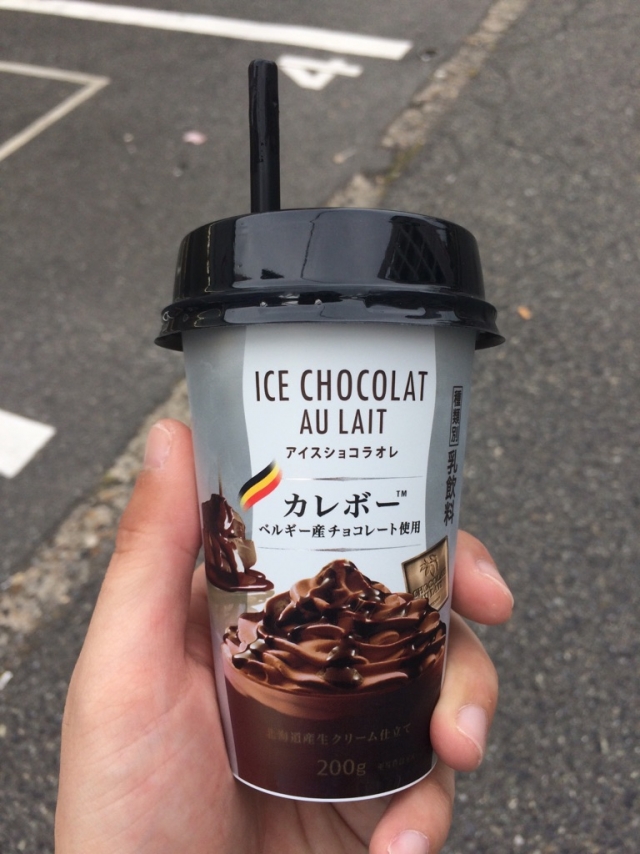 4
ICE CHOCOLAT
AU LAIT
アイスショコラオレ
種類別 乳飲料
カレボー™
ベルギー産チョコレート使用
北海道産生クリーム仕立て
200g